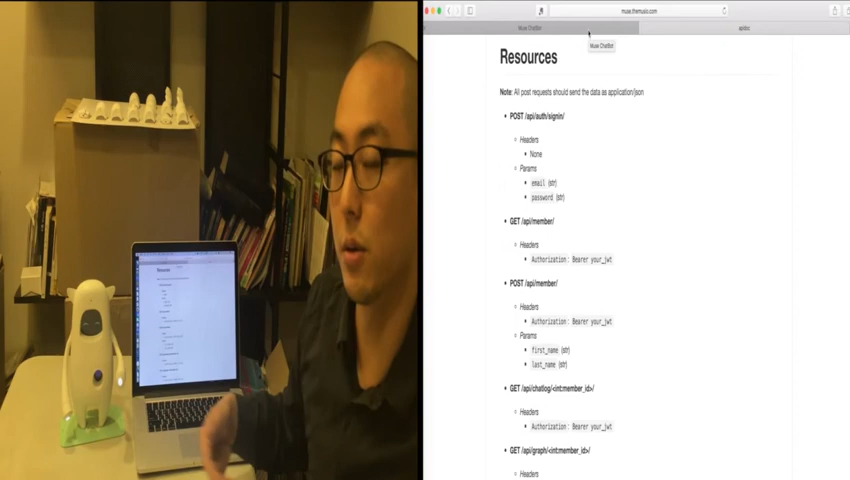 muse.themusio.com
Muse ChatBot
apidoc
Muse ChatBot
Resources
Note: All post requests should send the data as application/json
POST /api/auth/signin/
Headers
None
Params
email (str)
password (str)
GET /api/member/
Headers
Authorization : Bearer your_jwt
POST /api/member/
Headers
Authorization : Bearer your_jwt
Params
first_name (str)
last_name (str)
GET /api/chatlog/<int:member_id>/
Headers
Authorization : Bearer your_jwt
GET /api/graph/<int:member_id>/
Headers
Resources